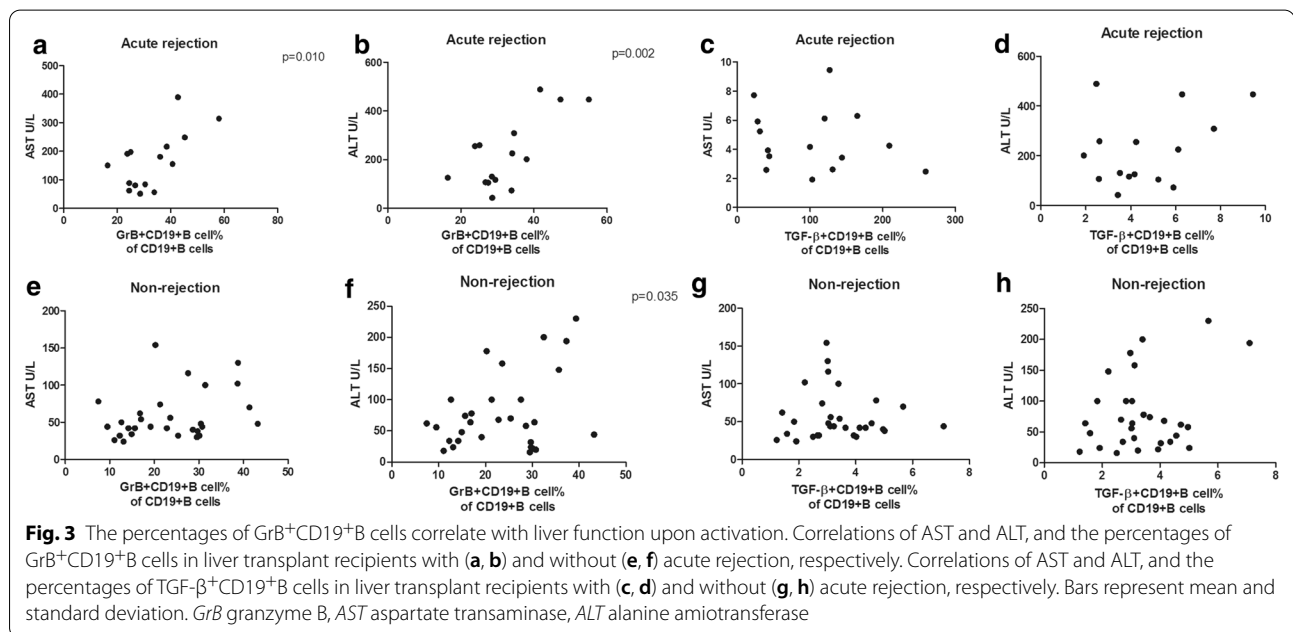 a
Acute rejection
p=0.010
500
400
300
200
100
0
AST U/L
0 20 40 60 80
GrB+CD19+B cell%
of CD19+B cells
b
Acute rejection
p=0.002
600
400
200
0
ALT U/L
0 20 40 60
GrB+CD19+B cell%
of CD19+B cells
c
Acute rejection
10
8
6
4
2
0
AST U/L
0 100 200 300
TGF-β+CD19+B cell%
of CD19+B cells
d
Acute rejection
600
400
200
0
ALT U/L
0 2 4 6 8 10
TGF-β+CD19+B cell%
of CD19+B cells
e
Non-rejection
200
150
100
50
0
AST U/L
0 10 20 30 40 50
GrB+CD19+B cell%
of CD19+B cells
f
Non-rejection
p=0.035
250
200
150
100
50
0
ALT U/L
0 10 20 30 40 50
GrB+CD19+B cell%
of CD19+B cells
g
Non-rejection
200
150
100
50
0
AST U/L
0 2 4 6 8
TGF-β+CD19+B cell%
of CD19+B cells
h
Non-rejection
250
200
150
100
50
0
ALT U/L
0 2 4 6 8
TGF-β+CD19+B cell%
of CD19+B cells
Fig. 3 The percentages of GrB⁺CD19⁺B cells correlate with liver function upon activation. Correlations of AST and ALT, and the percentages of
GrB⁺CD19⁺B cells in liver transplant recipients with (a, b) and without (e, f) acute rejection, respectively. Correlations of AST and ALT, and the
percentages of TGF-β⁺CD19⁺B cells in liver transplant recipients with (c, d) and without (g, h) acute rejection, respectively. Bars represent mean and
standard deviation. GrB granzyme B, AST aspartate transaminase, ALT alanine amiotransferase